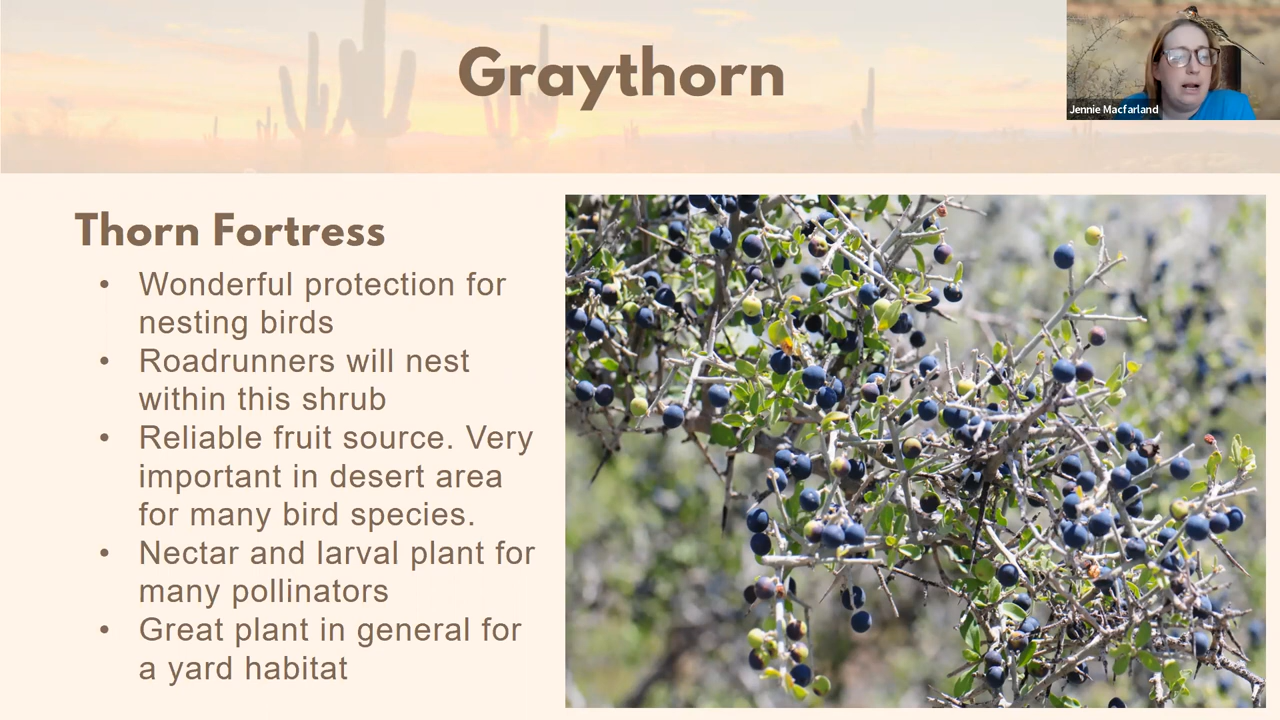 Graythorn
Jennie Macfarland
Thorn Fortress
• Wonderful protection for
nesting birds
• Roadrunners will nest
within this shrub
• Reliable fruit source. Very
important in desert area
for many bird species.
• Nectar and larval plant for
many pollinators
• Great plant in general for
a yard habitat